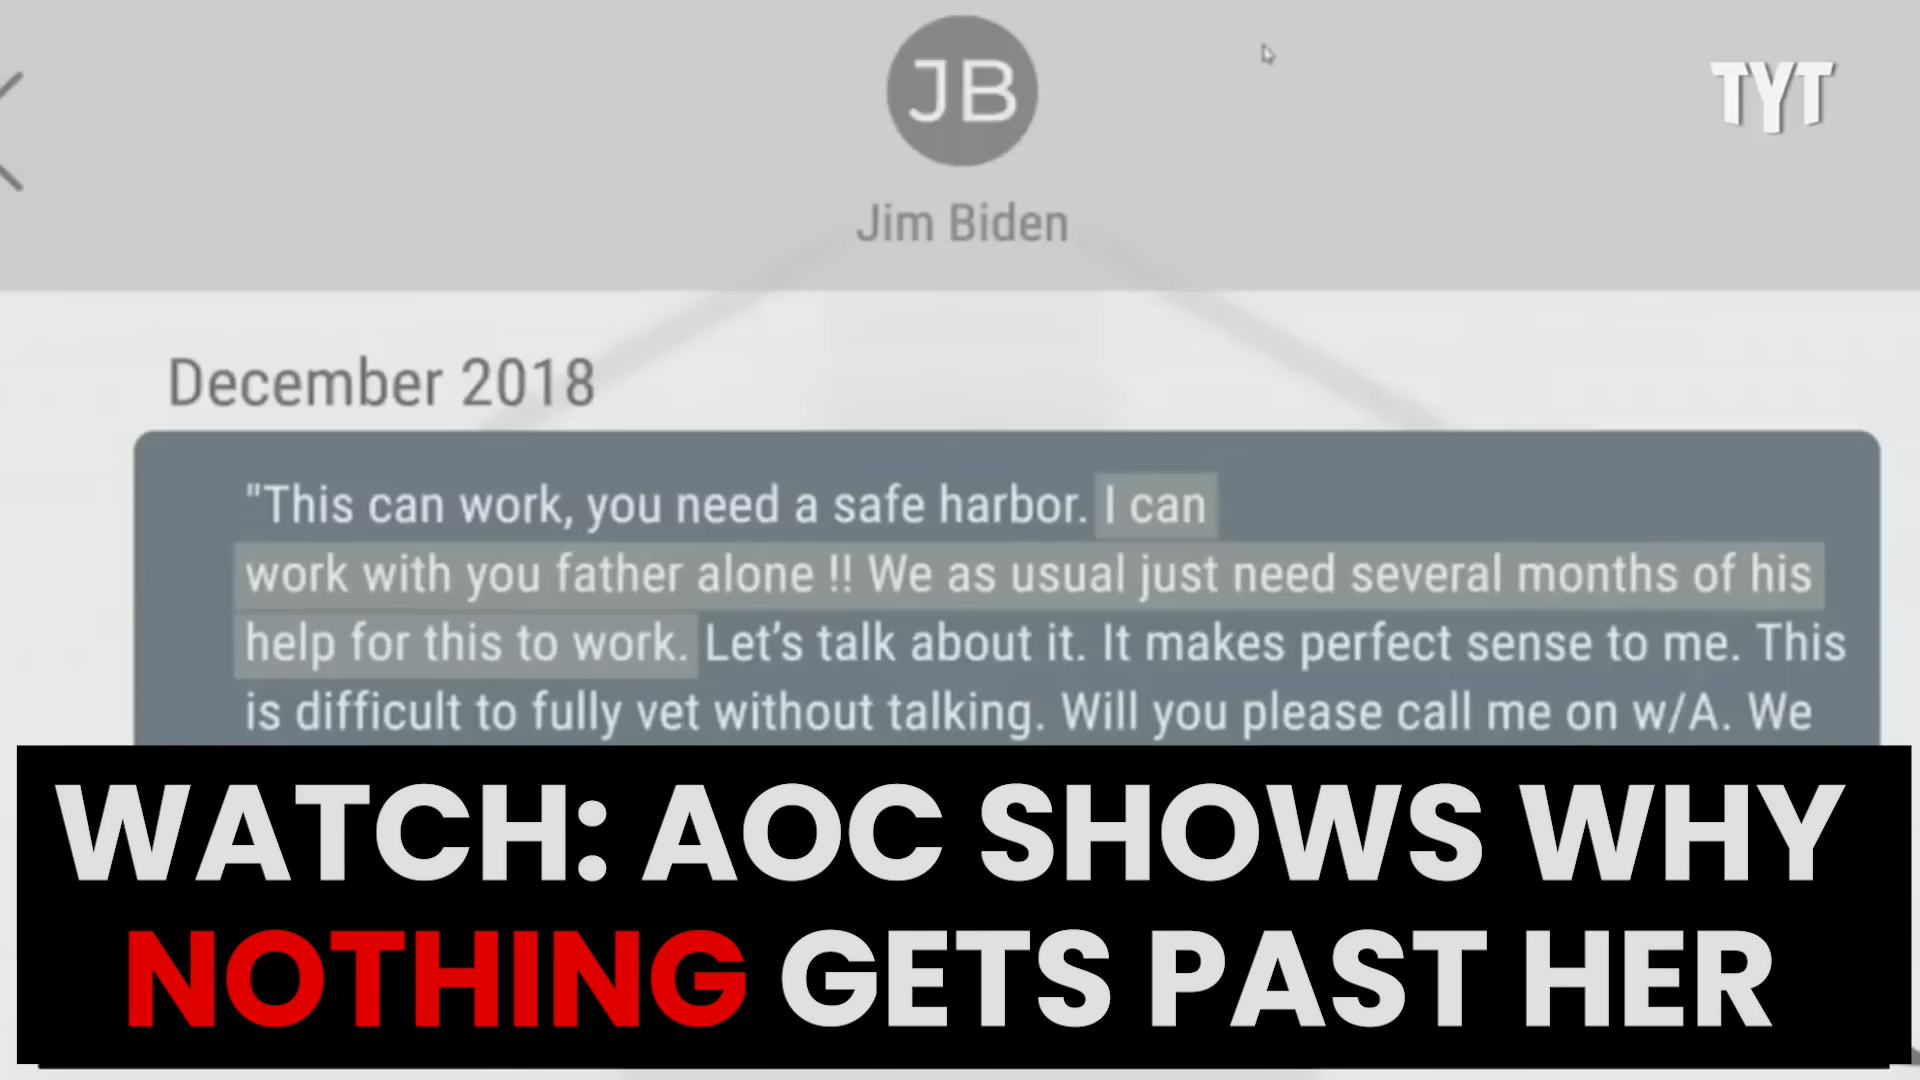 JB
TYT
Jim Biden
December 2018
"This can work, you need a safe harbor. I can
work with you father alone !! We as usual just need several months of his
help for this to work. Let's talk about it. It makes perfect sense to me. This
is difficult to fully vet without talking. Will you please call me on w/A. We
WATCH: AOC SHOWS WHY
NOTHING GETS PAST HER